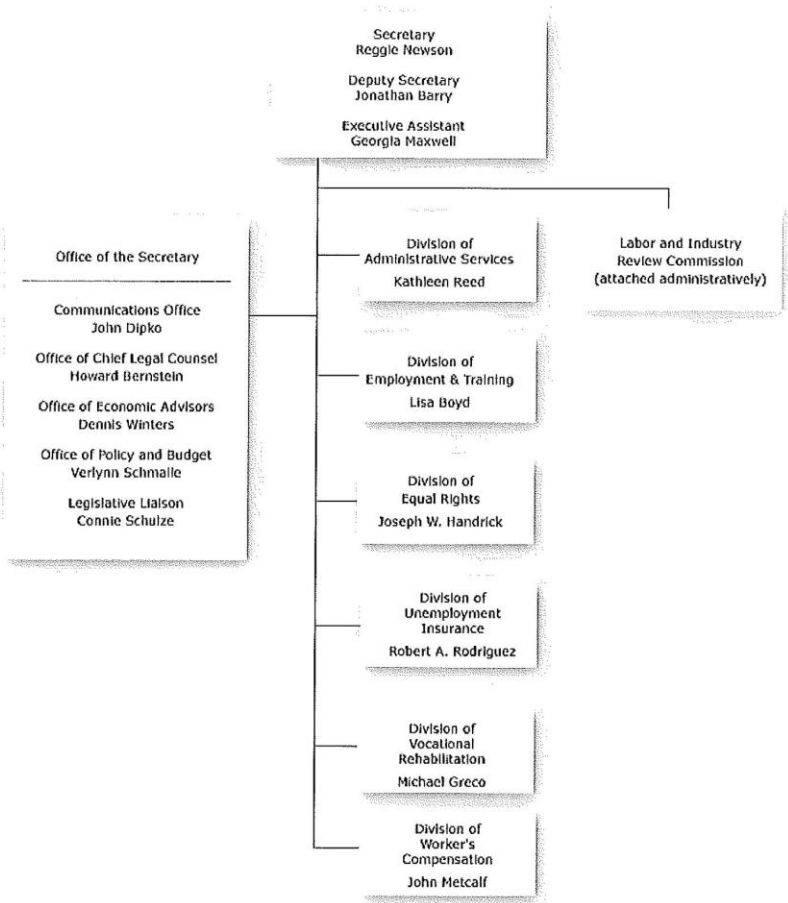 Secretary
Reggie Newson
Deputy Secretary
Jonathan Barry
Executive Assistant
Georgia Maxwell
Office of the Secretary
Communications Office
John Dipko
Office of Chief Legal Counsel
Howard Bernstein
Office of Economic Advisors
Dennis Winters
Office of Policy and Budget
Verlynn Schmalle
Legislative Liaison
Connie Schulze
Division of
Administrative Services
Kathleen Reed
Labor and Industry
Review Commission
(attached administratively)
Division of
Employment & Training
Lisa Boyd
Division of
Equal Rights
Joseph W. Handrick
Division of
Unemployment
Insurance
Robert A. Rodriguez
Division of
Vocational
Rehabilitation
Michael Greco
Division of
Worker's
Compensation
John Metcalf